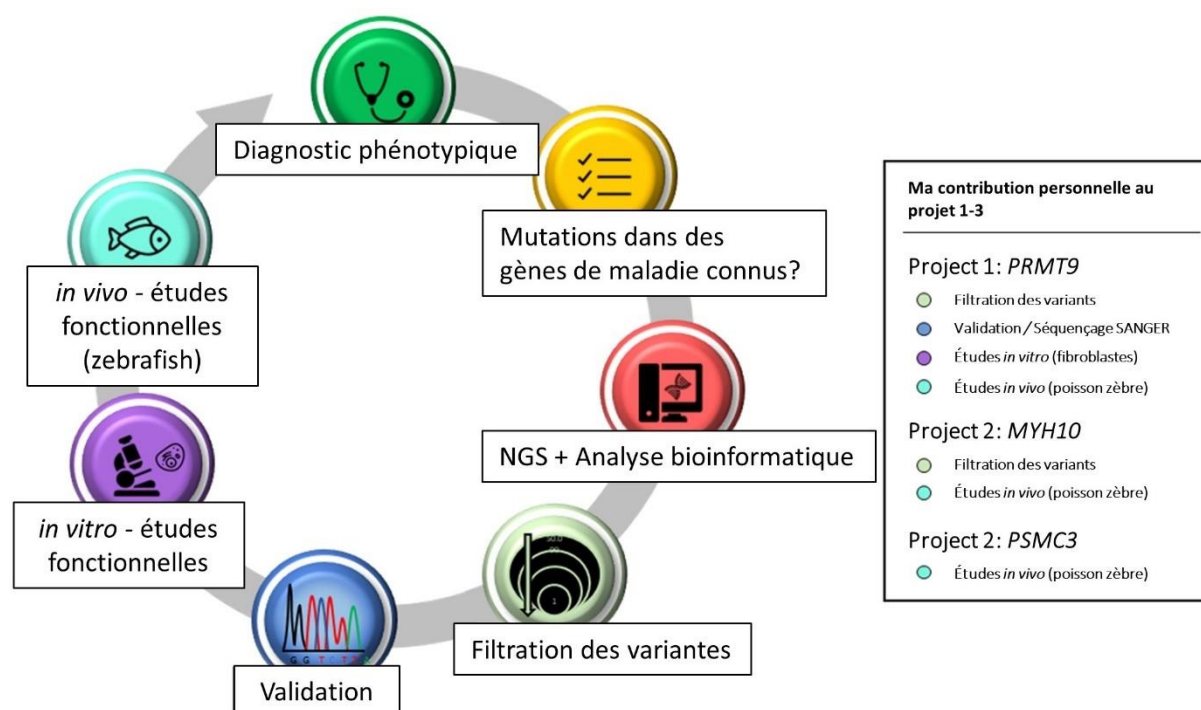 Diagnostic phénotypique
Mutations dans des
gènes de maladie connus?
NGS + Analyse bioinformatique
Filtration des variantes
1
G G T C T
Validation
in vitro - études
fonctionnelles
in vivo - études
fonctionnelles
(zebrafish)
Ma contribution personnelle au
projet 1-3
Project 1: PRMT9
Filtration des variants
Validation / Séquençage SANGER
Études in vitro (fibroblastes)
Études in vivo (poisson zèbre)
Project 2: MYH10
Filtration des variants
Études in vivo (poisson zèbre)
Project 2: PSMC3
Études in vivo (poisson zèbre)